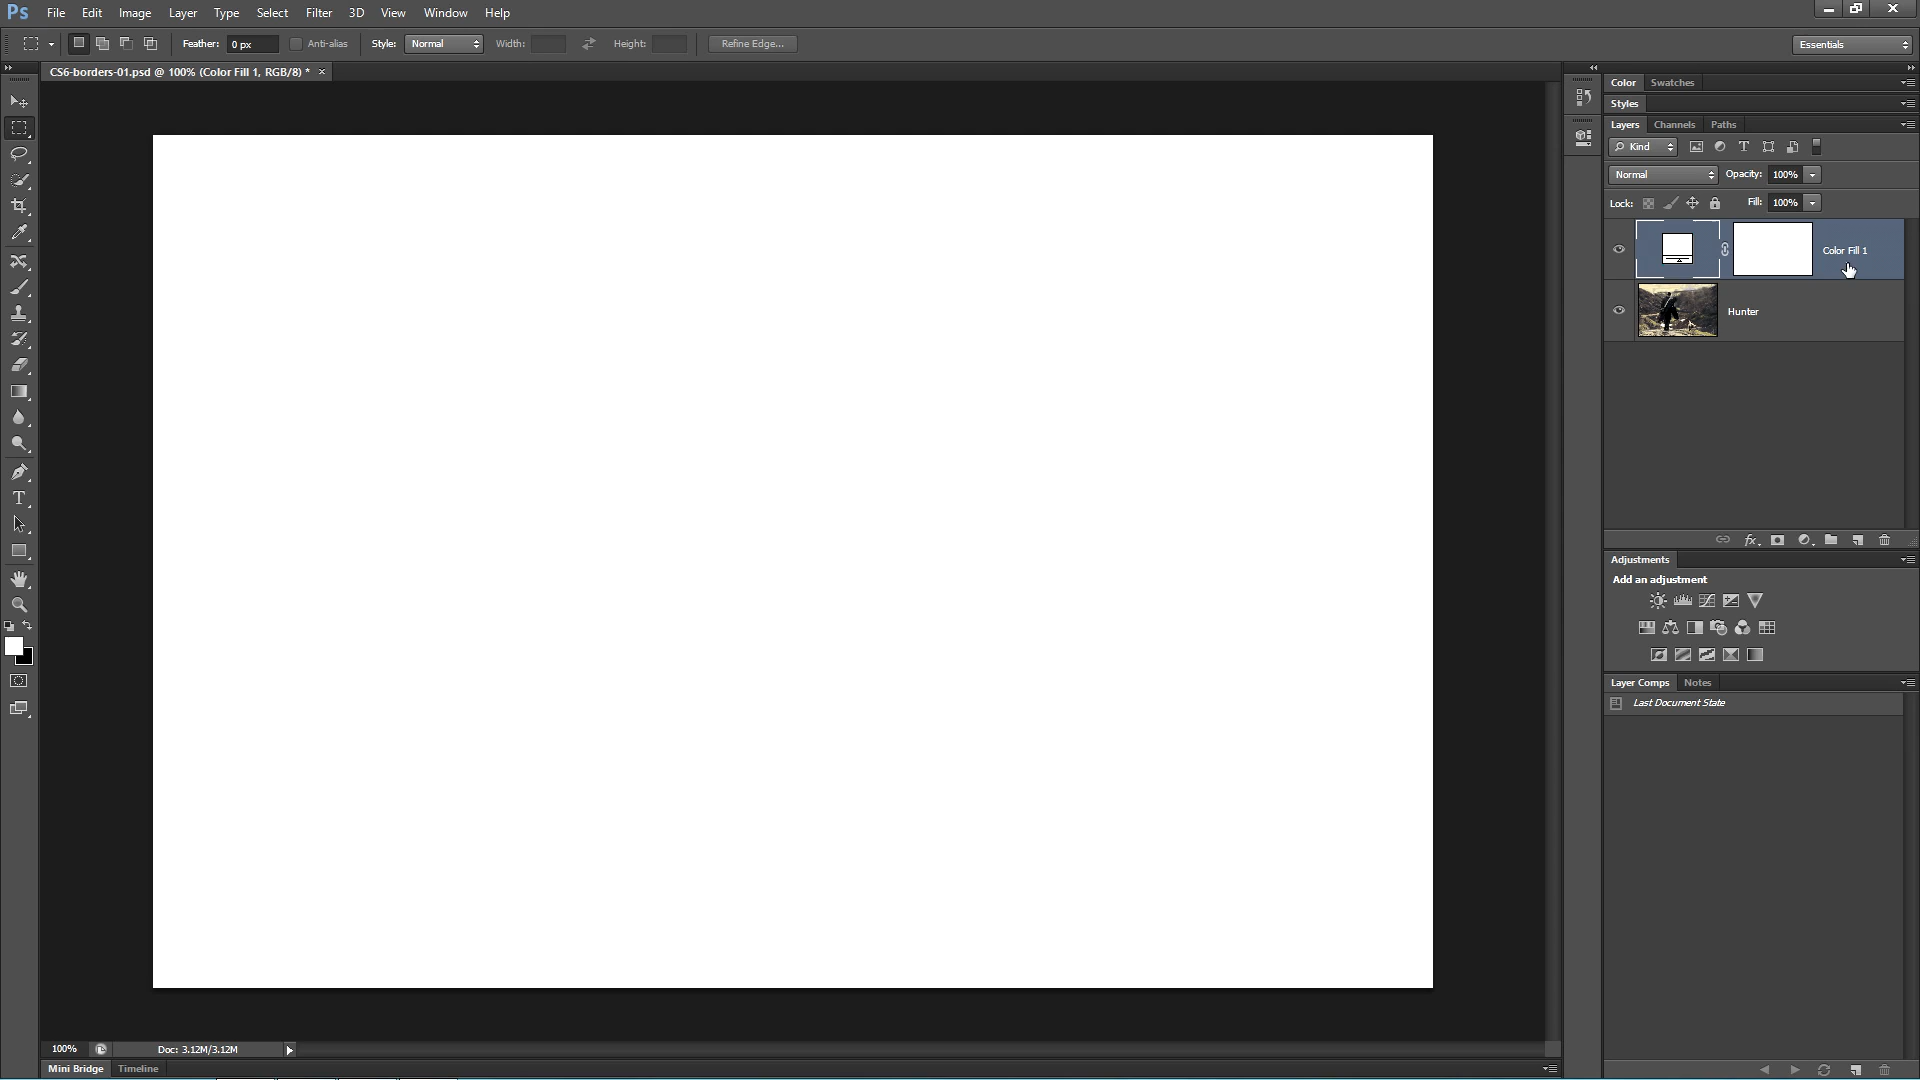 Ps File Edit Image Layer Type Select Filter 3D View Window Help
Feather: 0 px Anti-alias Style: Normal Width: Height: Refine Edge... Essentials
CS6-borders-01.psd @ 100% (Color Fill 1, RGB/8) * ×
Color Swatches
Styles
Layers Channels Paths
Kind
Normal Opacity: 100%
Lock: Fill: 100%
Color Fill 1
Hunter
fx
Adjustments
Add an adjustment
Layer Comps Notes
Last Document State
100% Doc: 3.12M/3.12M
Mini Bridge Timeline